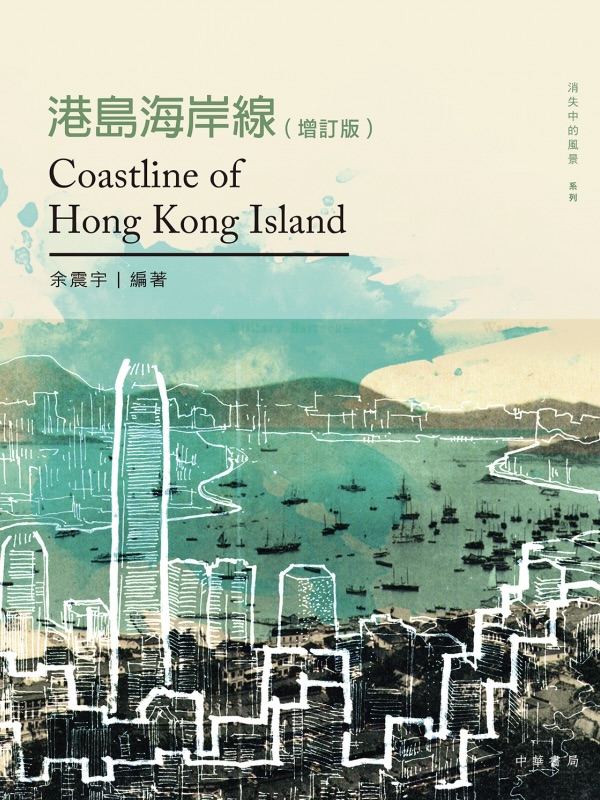 港島海岸線(增訂版)
Coastline of
Hong Kong Island
余震宇 | 編著
消失中的風景 系列
中華書局